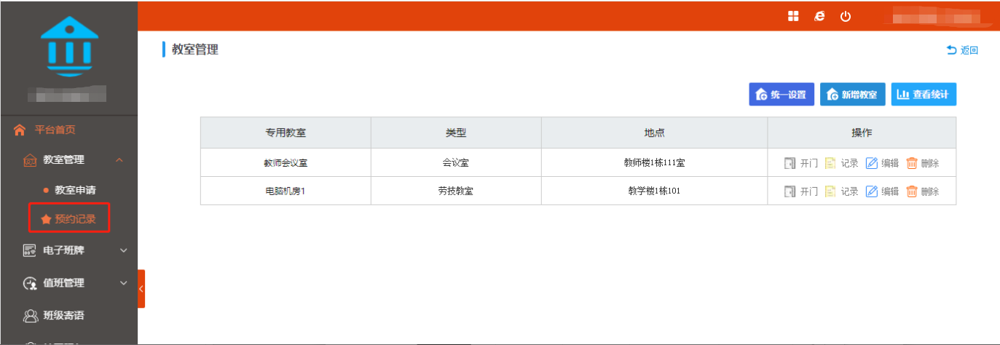 教室管理
返回
统一设置 新增教室 查看统计
平台首页
教室管理
教室申请
预约记录
电子班牌
值班管理
班级寄语
专用教室 类型 地点 操作
教师会议室 会议室 教师楼1栋111室 开门 记录 编辑 删除
电脑机房1 劳技教室 教学楼1栋101 开门 记录 编辑 删除